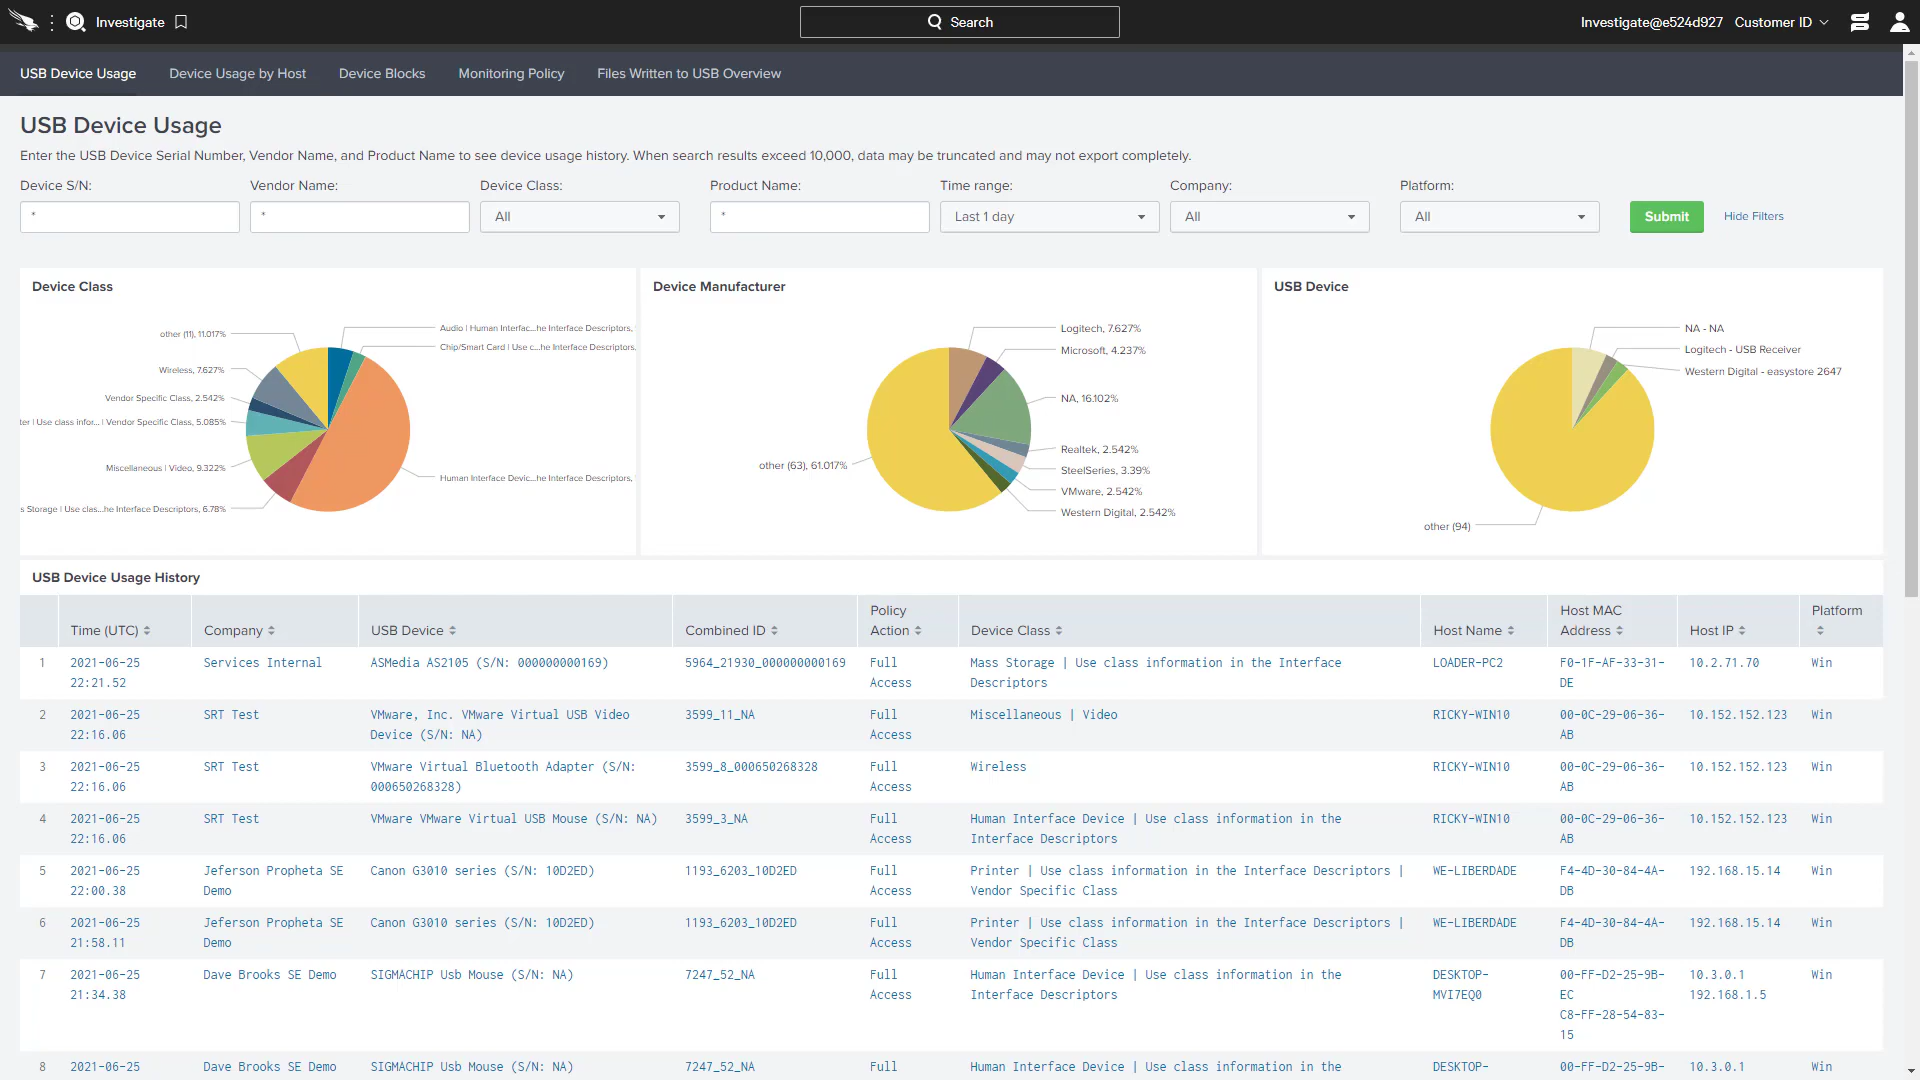 Investigate
Search
Investigate@e524d927 Customer ID
USB Device Usage Device Usage by Host Device Blocks Monitoring Policy Files Written to USB Overview
USB Device Usage
Enter the USB Device Serial Number, Vendor Name, and Product Name to see device usage history. When search results exceed 10,000, data may be truncated and may not export completely.
Device S/N: Vendor Name: Device Class: Product Name: Time range: Company: Platform:
* * All * Last 1 day All All Submit Hide Filters
Device Class
other (11), 11.017%
Wireless, 7.627%
Vendor Specific Class, 2.542%
ter | Use class infor... | Vendor Specific Class, 5.085%
Miscellaneous | Video, 9.322%
s Storage | Use clas...he Interface Descriptors, 6.78%
Audio | Human Interfac...he Interface Descriptors,
Chip/Smart Card | Use c...he Interface Descriptors,
Human Interface Devic...he Interface Descriptors,
Device Manufacturer
other (63), 61.017%
Logitech, 7.627%
Microsoft, 4.237%
NA, 16.102%
Realtek, 2.542%
SteelSeries, 3.39%
VMware, 2.542%
Western Digital, 2.542%
USB Device
NA - NA
Logitech - USB Receiver
Western Digital - easystore 2647
other (94)
USB Device Usage History
Time (UTC) Company USB Device Combined ID Policy Action Device Class Host Name Host MAC Address Host IP Platform
1 2021-06-25 Services Internal ASMedia AS2105 (S/N: 000000000169) 5964_21930_000000000169 Full Mass Storage | Use class information in the Interface LOADER-PC2 F0-1F-AF-33-31- 10.2.71.70 Win
22:21.52 Access Descriptors DE
2 2021-06-25 SRT Test VMware, Inc. VMware Virtual USB Video 3599_11_NA Full Miscellaneous | Video RICKY-WIN10 00-0C-29-06-36- 10.152.152.123 Win
22:16.06 Device (S/N: NA) Access AB
3 2021-06-25 SRT Test VMware Virtual Bluetooth Adapter (S/N: 3599_8_000650268328 Full Wireless RICKY-WIN10 00-0C-29-06-36- 10.152.152.123 Win
22:16.06 000650268328) Access AB
4 2021-06-25 SRT Test VMware VMware Virtual USB Mouse (S/N: NA) 3599_3_NA Full Human Interface Device | Use class information in the RICKY-WIN10 00-0C-29-06-36- 10.152.152.123 Win
22:16.06 Access Interface Descriptors AB
5 2021-06-25 Jeferson Propheta SE Canon G3010 series (S/N: 10D2ED) 1193_6203_10D2ED Full Printer | Use class information in the Interface Descriptors | WE-LIBERDADE F4-4D-30-84-4A- 192.168.15.14 Win
22:00.38 Demo Access Vendor Specific Class DB
6 2021-06-25 Jeferson Propheta SE Canon G3010 series (S/N: 10D2ED) 1193_6203_10D2ED Full Printer | Use class information in the Interface Descriptors | WE-LIBERDADE F4-4D-30-84-4A- 192.168.15.14 Win
21:58.11 Demo Access Vendor Specific Class DB
7 2021-06-25 Dave Brooks SE Demo SIGMACHIP Usb Mouse (S/N: NA) 7247_52_NA Full Human Interface Device | Use class information in the DESKTOP- 00-FF-D2-25-9B- 10.3.0.1 Win
21:34.38 Access Interface Descriptors MVI7EQ0 EC 192.168.1.5
C8-FF-28-54-83-
15
8 2021-06-25 Dave Brooks SE Demo SIGMACHIP Usb Mouse (S/N: NA) 7247_52_NA Full Human Interface Device | Use class information in the DESKTOP- 00-FF-D2-25-9B- 10.3.0.1 Win